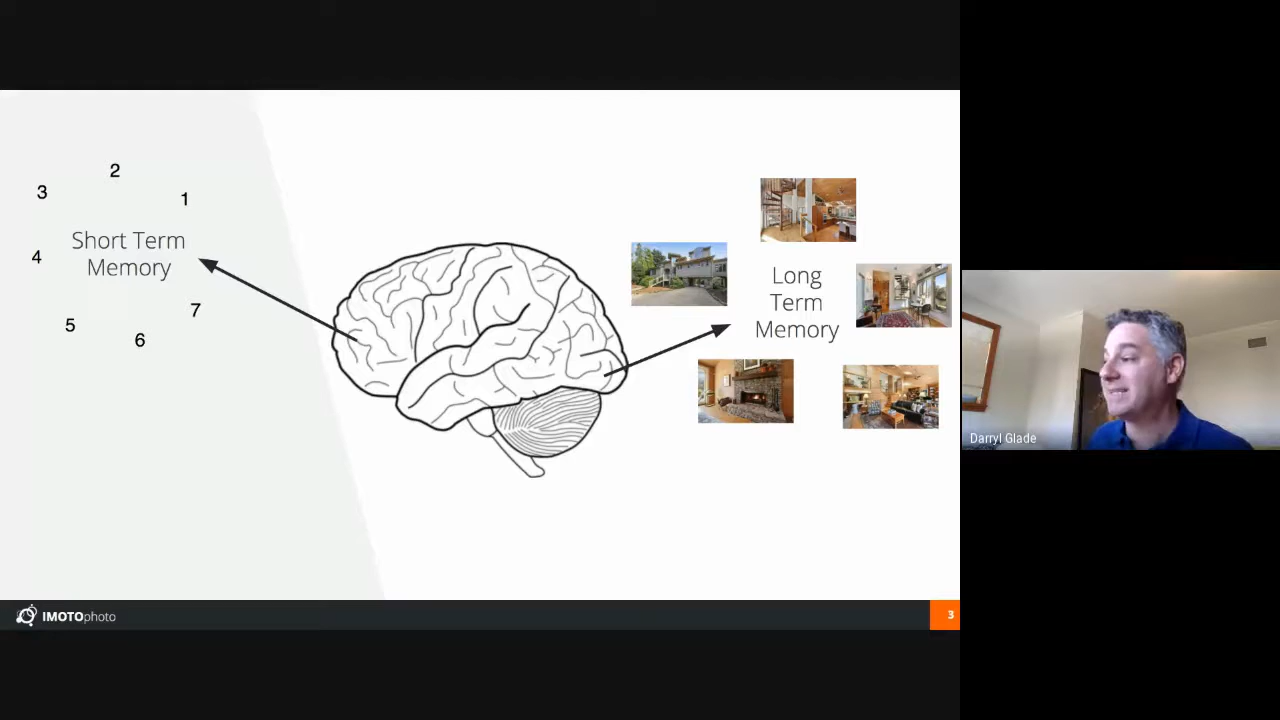 2
3
1
Short Term
Memory
4
7
5
6
Long
Term
Memory
Darryl Glade
IMOTOphoto
3